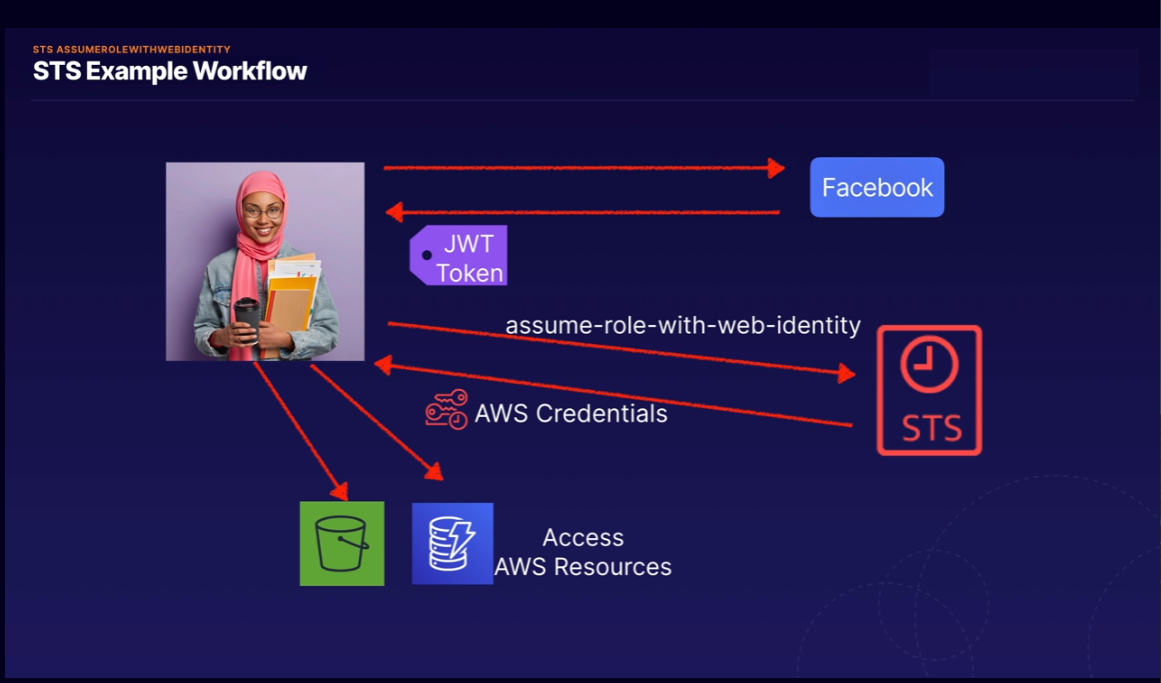 STS ASSUMEROLEWITHWEBIDENTITY
STS Example Workflow
Facebook
JWT
Token
assume-role-with-web-identity
AWS Credentials
STS
Access
AWS Resources